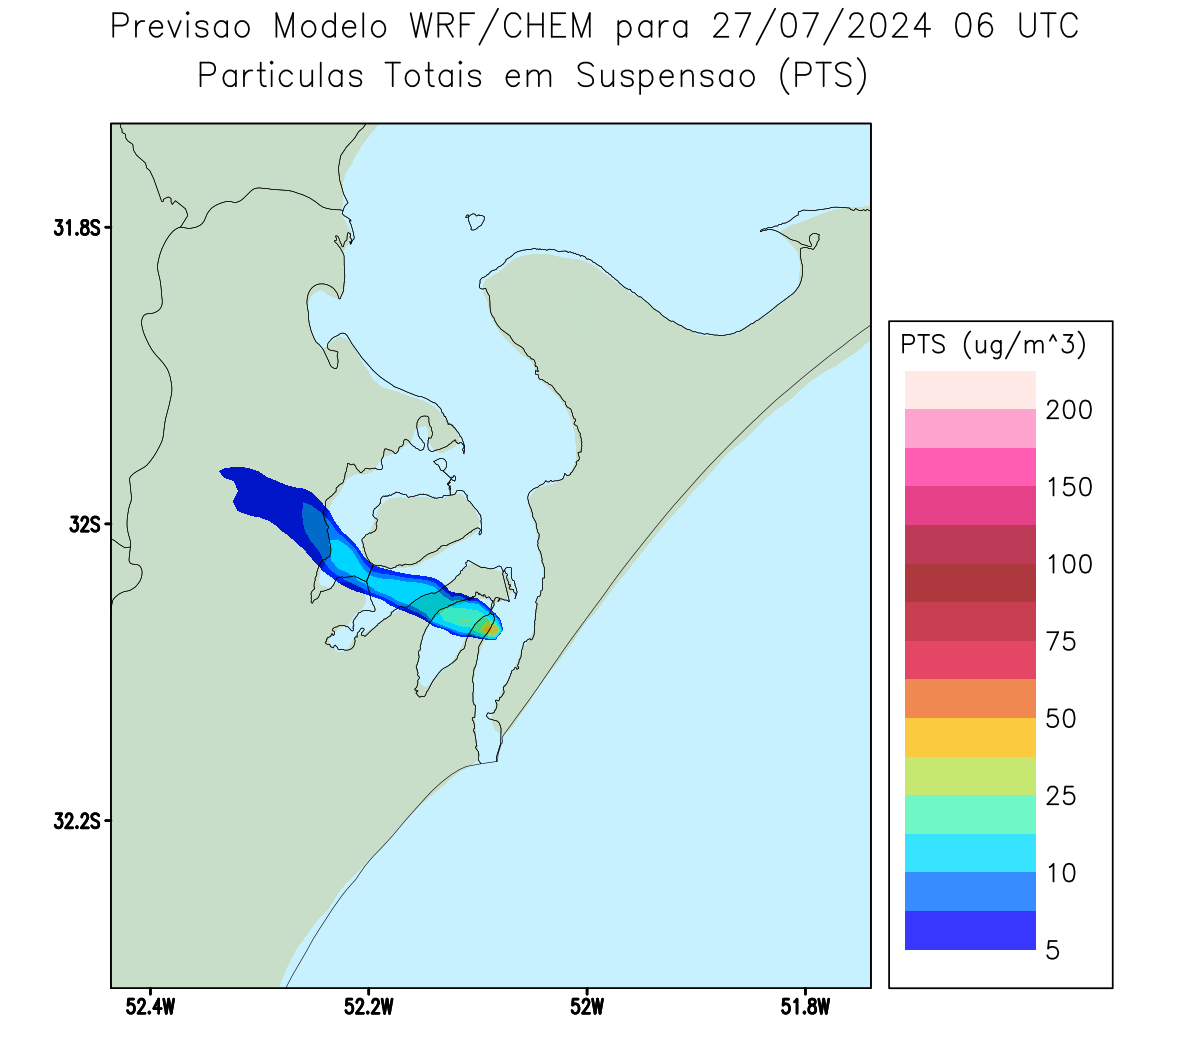 Previsao Modelo WRF/CHEM para 27/07/2024 06 UTC
Particulas Totais em Suspensao (PTS)
31.8S
32S
32.2S
52.4W
52.2W
52W
51.8W
PTS (ug/m^3)
200
150
100
75
50
25
10
5